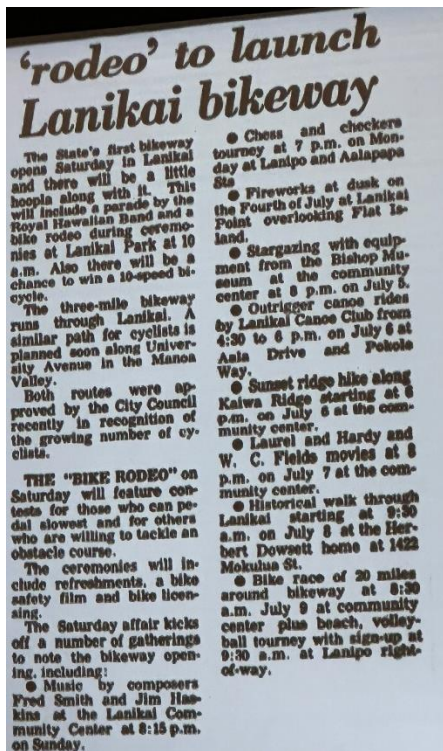 'rodeo' to launch
Lanikai bikeway
The State's first bikeway
opens Saturday in Lanikai
and there will be a little
hoopla along with it. This
will include a parade by the
Royal Hawaiian Band and a
bike rodeo during ceremo-
nies at Lanikai Park at 10
a.m. Also there will be a
chance to win a 10-speed bi-
cycle.
The three-mile bikeway
runs through Lanikai. A
similar path for cyclists is
planned soon along Univer-
sity Avenue in the Manoa
Valley.
Both routes were ap-
proved by the City Council
recently in recognition of
the growing number of cy-
clists.
THE "BIKE RODEO" on
Saturday will feature con-
tests for those who can pe-
dal slowest and for others
who are willing to tackle an
obstacle course.
The ceremonies will in-
clude refreshments, a bike
safety film and bike licen-
sing.
The Saturday affair kicks
off a number of gatherings
to note the bikeway open-
ing, including:
● Music by composers
Fred Smith and Jim Has-
kins at the Lanikai Com-
munity Center at 8:15 p.m.
on Sunday.
● Chess and checkers
tourney at 7 p.m. on Mon-
day at Lanipo and Aalapapa
Sts
● Fireworks at dusk on
the Fourth of July at Lanikai
Point overlooking Flat Is-
land.
● Stargazing with equip-
ment from the Bishop Mu-
seum at the community
center at 8 p.m. on July 5.
● Outrigger canoe rides
by Lanikai Canoe Club from
4:30 to 6 p.m. on July 6 at
Aala Drive and Pokole
Way.
● Sunset ridge hike along
Kaiwa Ridge starting at 6
p.m. on July 6 at the com-
munity center.
● Laurel and Hardy and
W. C. Fields movies at 8
p.m. on July 7 at the com-
munity center.
● Historical walk through
Lanikai starting at 9:30
a.m. on July 8 at the Her-
bert Dowsett home at 1422
Mokulua St.
● Bike race of 20 miles
around bikeway at 8:30
a.m. July 9 at community
center plus beach, volley-
ball tourney with sign-up at
9:30 a.m. at Lanipo right-
of-way.